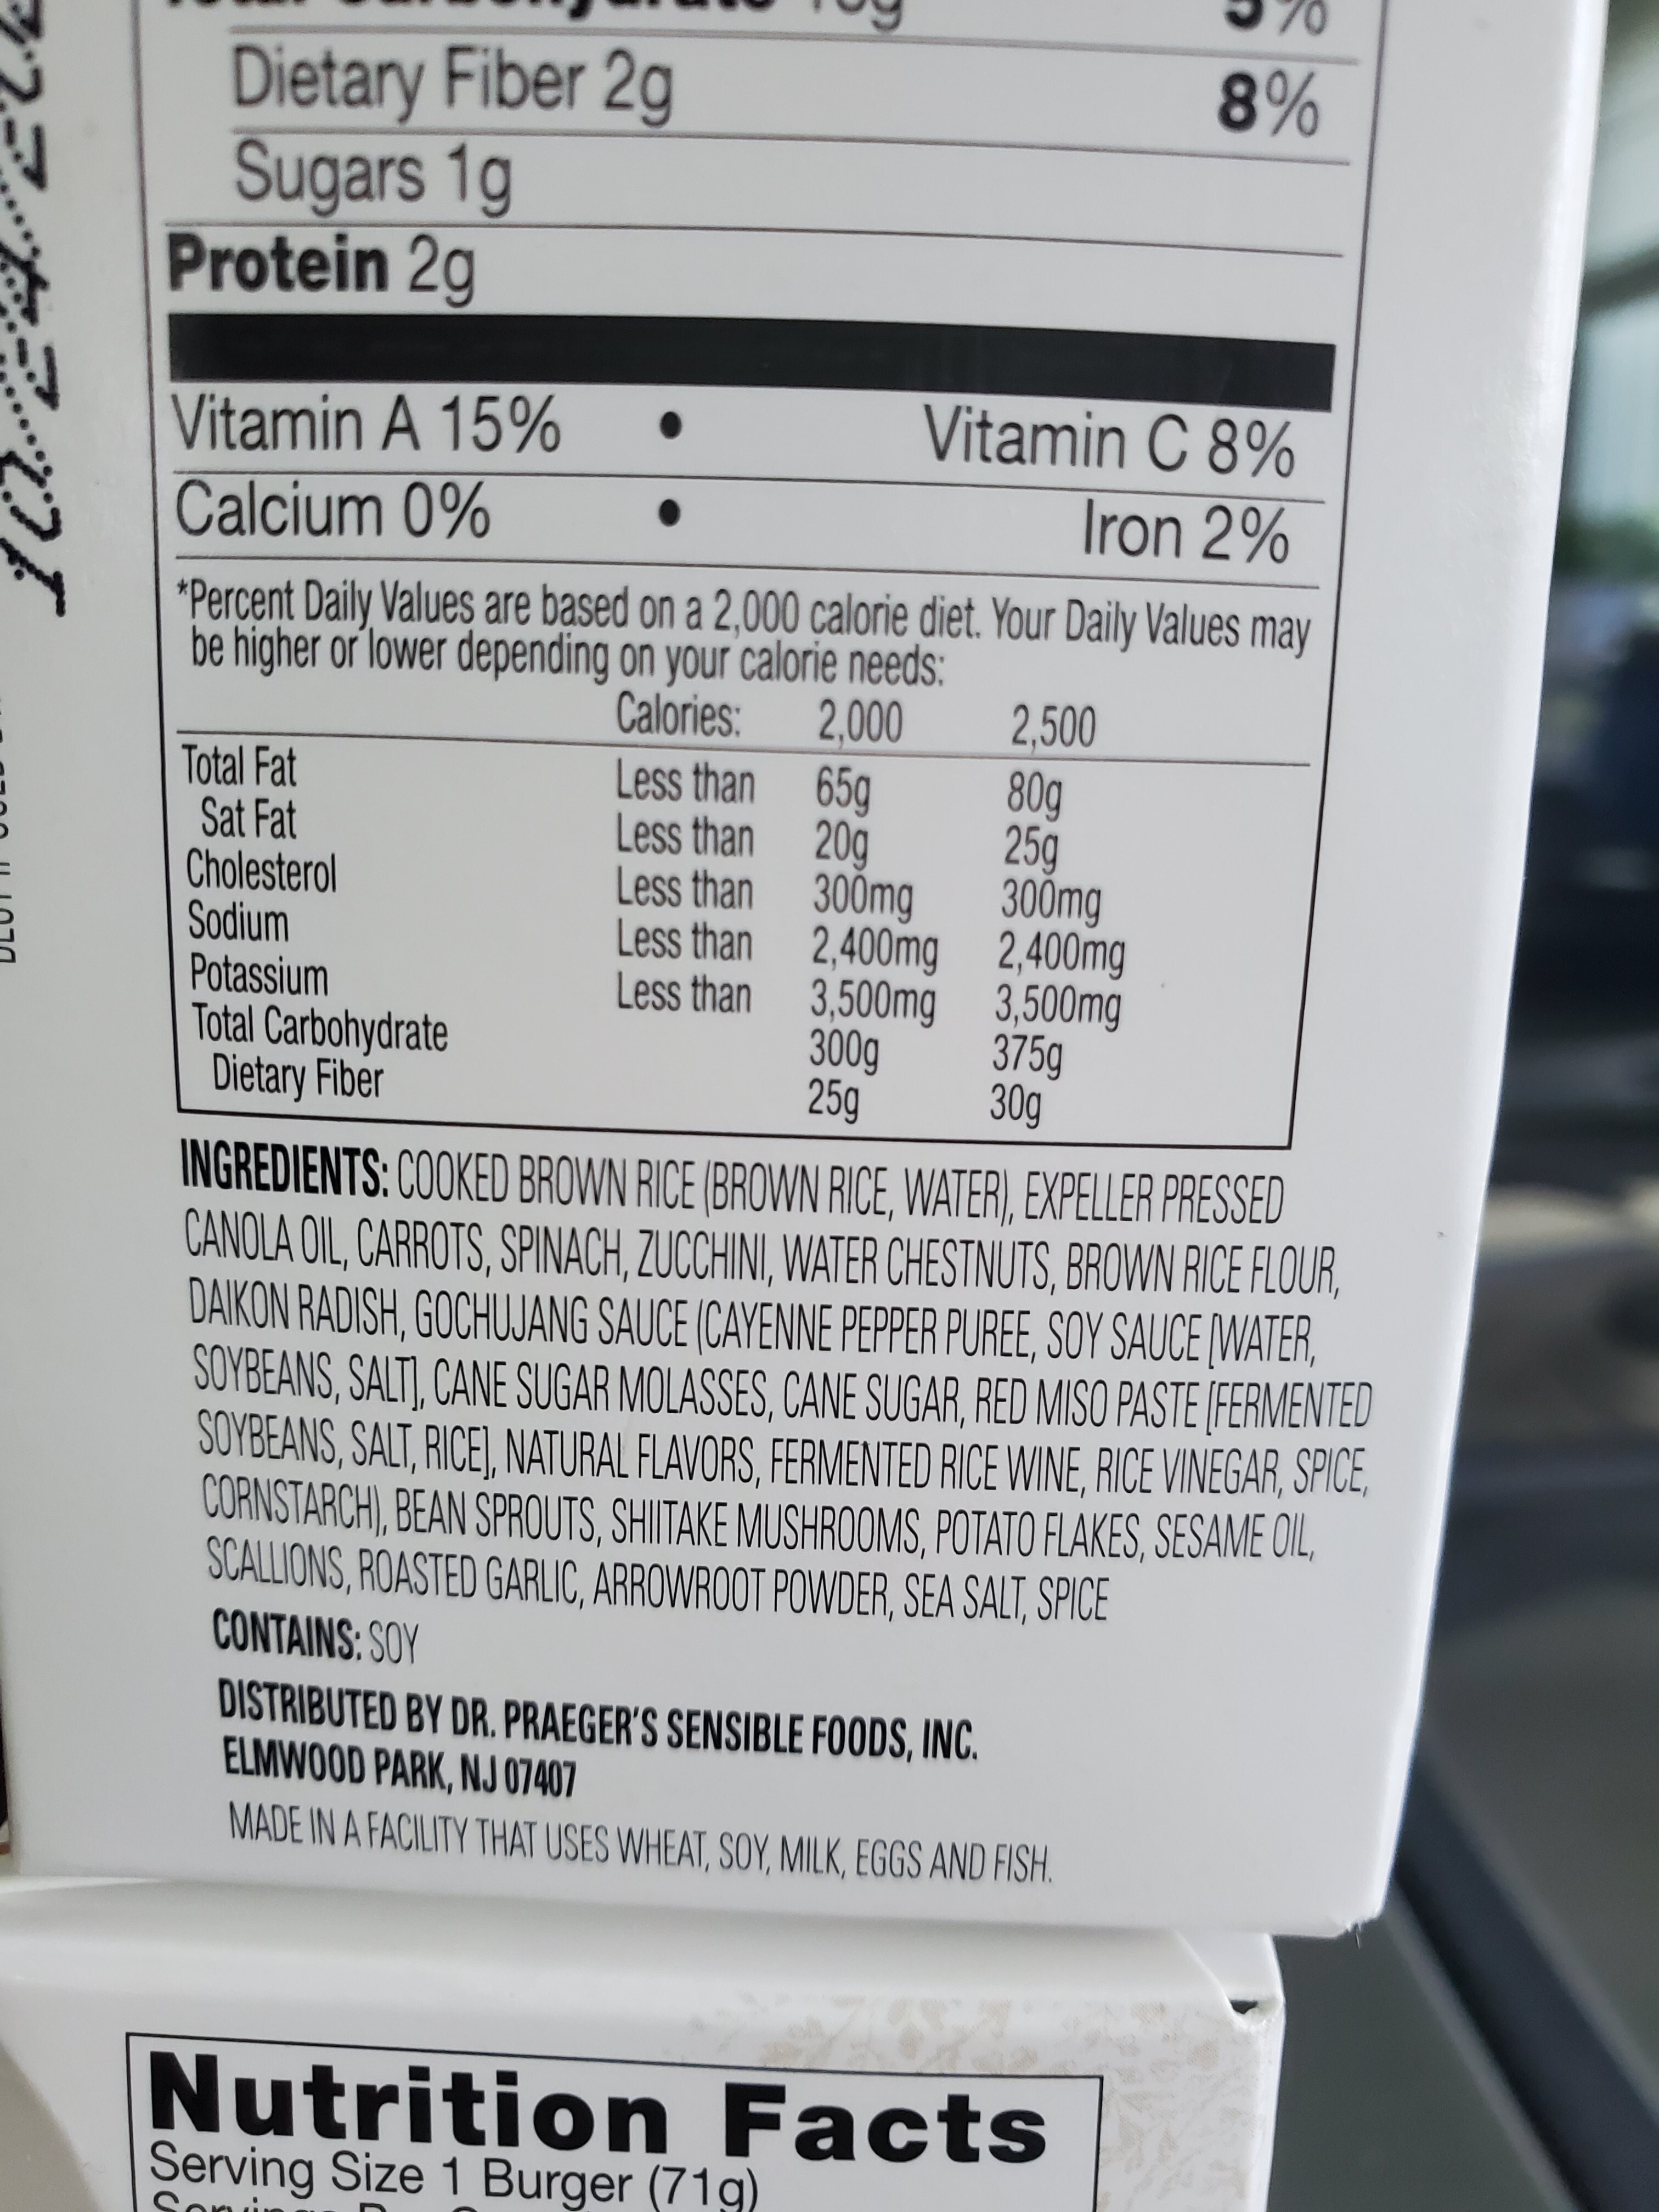 Dietary Fiber 2g 8%
Sugars 1g
Protein 2g
Vitamin A 15% • Vitamin C 8%
Calcium 0% • Iron 2%
*Percent Daily Values are based on a 2,000 calorie diet. Your Daily Values may
be higher or lower depending on your calorie needs:
Calories: 2,000 2,500
Total Fat Less than 65g 80g
Sat Fat Less than 20g 25g
Cholesterol Less than 300mg 300mg
Sodium Less than 2,400mg 2,400mg
Potassium Less than 3,500mg 3,500mg
Total Carbohydrate 300g 375g
Dietary Fiber 25g 30g
INGREDIENTS: COOKED BROWN RICE (BROWN RICE, WATER), EXPELLER PRESSED
CANOLA OIL, CARROTS, SPINACH, ZUCCHINI, WATER CHESTNUTS, BROWN RICE FLOUR,
DAIKON RADISH, GOCHUJANG SAUCE (CAYENNE PEPPER PUREE, SOY SAUCE [WATER,
SOYBEANS, SALT], CANE SUGAR MOLASSES, CANE SUGAR, RED MISO PASTE [FERMENTED
SOYBEANS, SALT, RICE], NATURAL FLAVORS, FERMENTED RICE WINE, RICE VINEGAR, SPICE,
CORNSTARCH), BEAN SPROUTS, SHIITAKE MUSHROOMS, POTATO FLAKES, SESAME OIL,
SCALLIONS, ROASTED GARLIC, ARROWROOT POWDER, SEA SALT, SPICE
CONTAINS: SOY
DISTRIBUTED BY DR. PRAEGER'S SENSIBLE FOODS, INC.
ELMWOOD PARK, NJ 07407
MADE IN A FACILITY THAT USES WHEAT, SOY, MILK, EGGS AND FISH.
Nutrition Facts
Serving Size 1 Burger (71g)